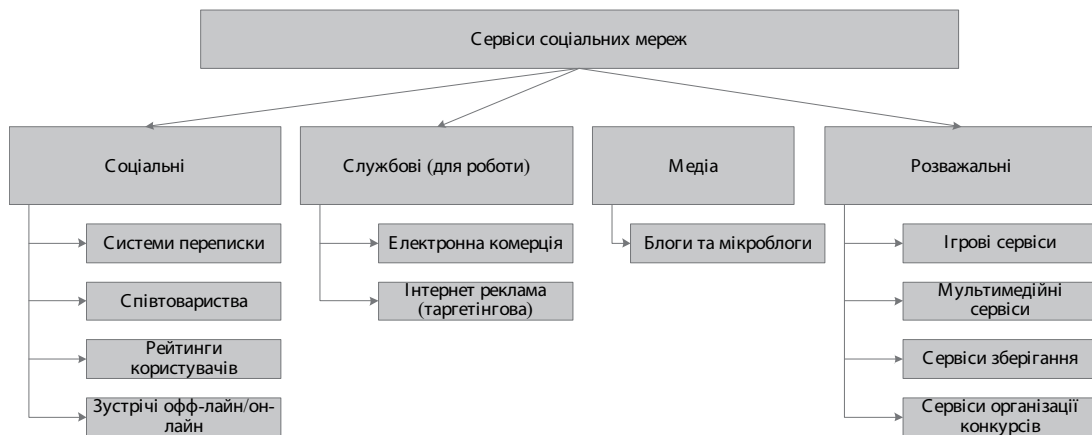 Сервіси соціальних мереж
Соціальні
Службові (для роботи)
Медіа
Розважальні
Системи переписки
Співтовариства
Рейтинги
користувачів
Зустрічі офф-лайн/он-
лайн
Електронна комерція
Інтернет реклама
(таргетінгова)
Блоги та мікроблоги
Ігрові сервіси
Мультимедійні
сервіси
Сервіси зберігання
Сервіси організації
конкурсів